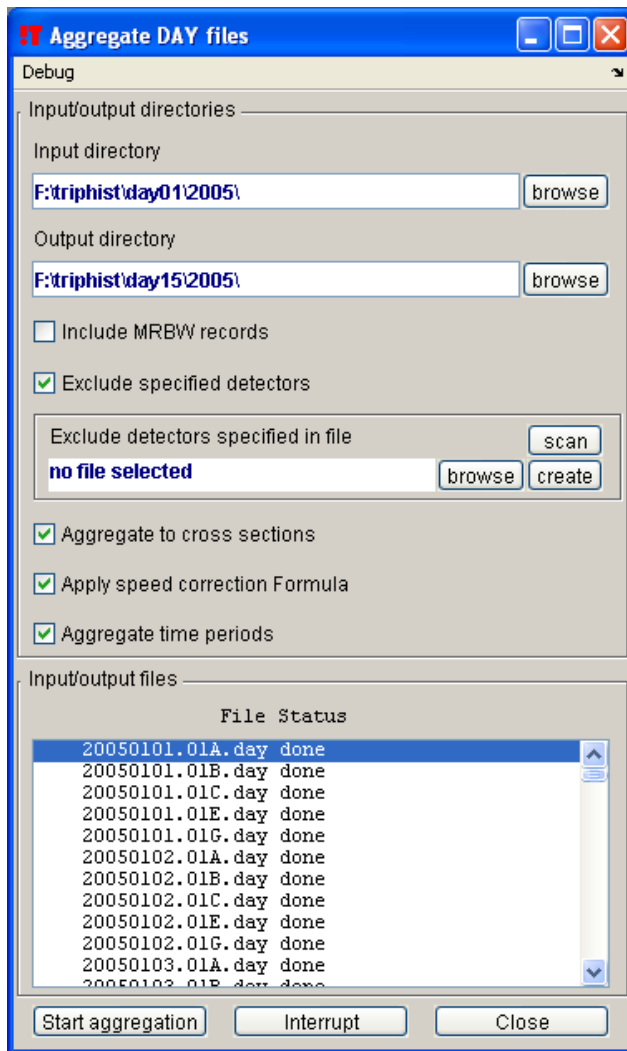 Aggregate DAY files
Debug
Input/output directories
Input directory
F:\triphist\day01\2005\ browse
Output directory
F:\triphist\day15\2005\ browse
Include MRBW records
Exclude specified detectors
Exclude detectors specified in file scan
no file selected browse create
Aggregate to cross sections
Apply speed correction Formula
Aggregate time periods
Input/output files
File Status
20050101.01A.day done
20050101.01B.day done
20050101.01C.day done
20050101.01E.day done
20050101.01G.day done
20050102.01A.day done
20050102.01B.day done
20050102.01C.day done
20050102.01E.day done
20050102.01G.day done
20050103.01A.day done
20050103.01B.day done
Start aggregation Interrupt Close